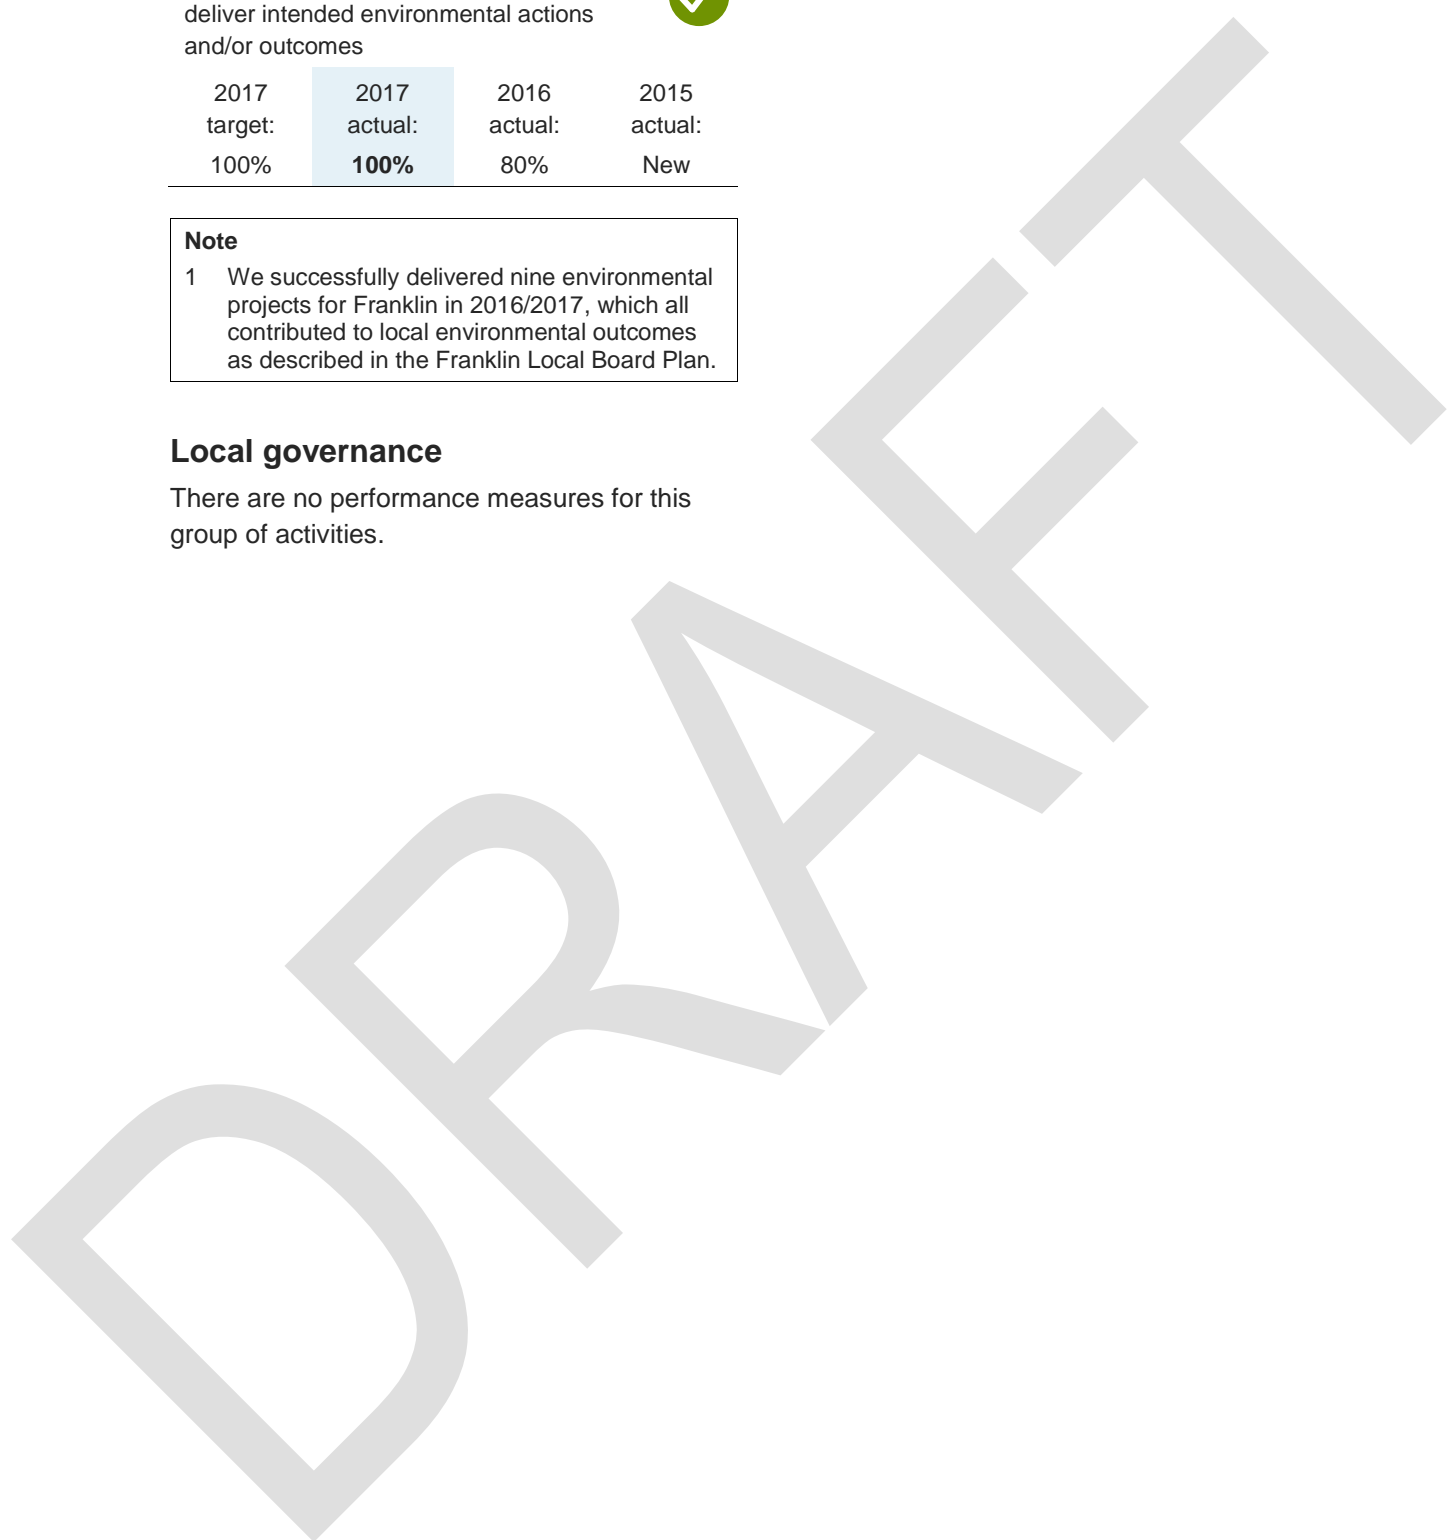 deliver intended environmental actions
and/or outcomes
2017 2017 2016 2015
target: actual: actual: actual:
100% 100% 80% New
Note
1 We successfully delivered nine environmental
projects for Franklin in 2016/2017, which all
contributed to local environmental outcomes
as described in the Franklin Local Board Plan.
Local governance
There are no performance measures for this
group of activities.
DRAFT